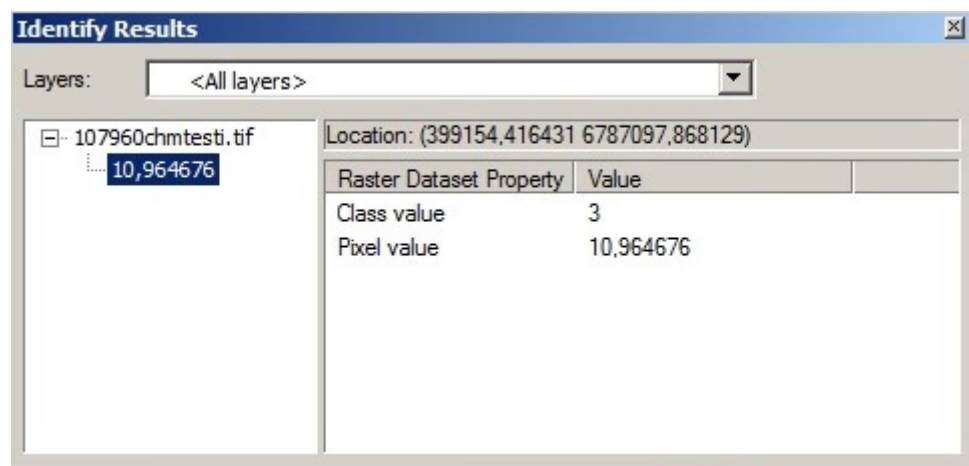 Identify Results
Layers: <All layers>
107960chmtesti.tif
10,964676
Location: (399154,416431 6787097,868129)
Raster Dataset Property Value
Class value 3
Pixel value 10,964676